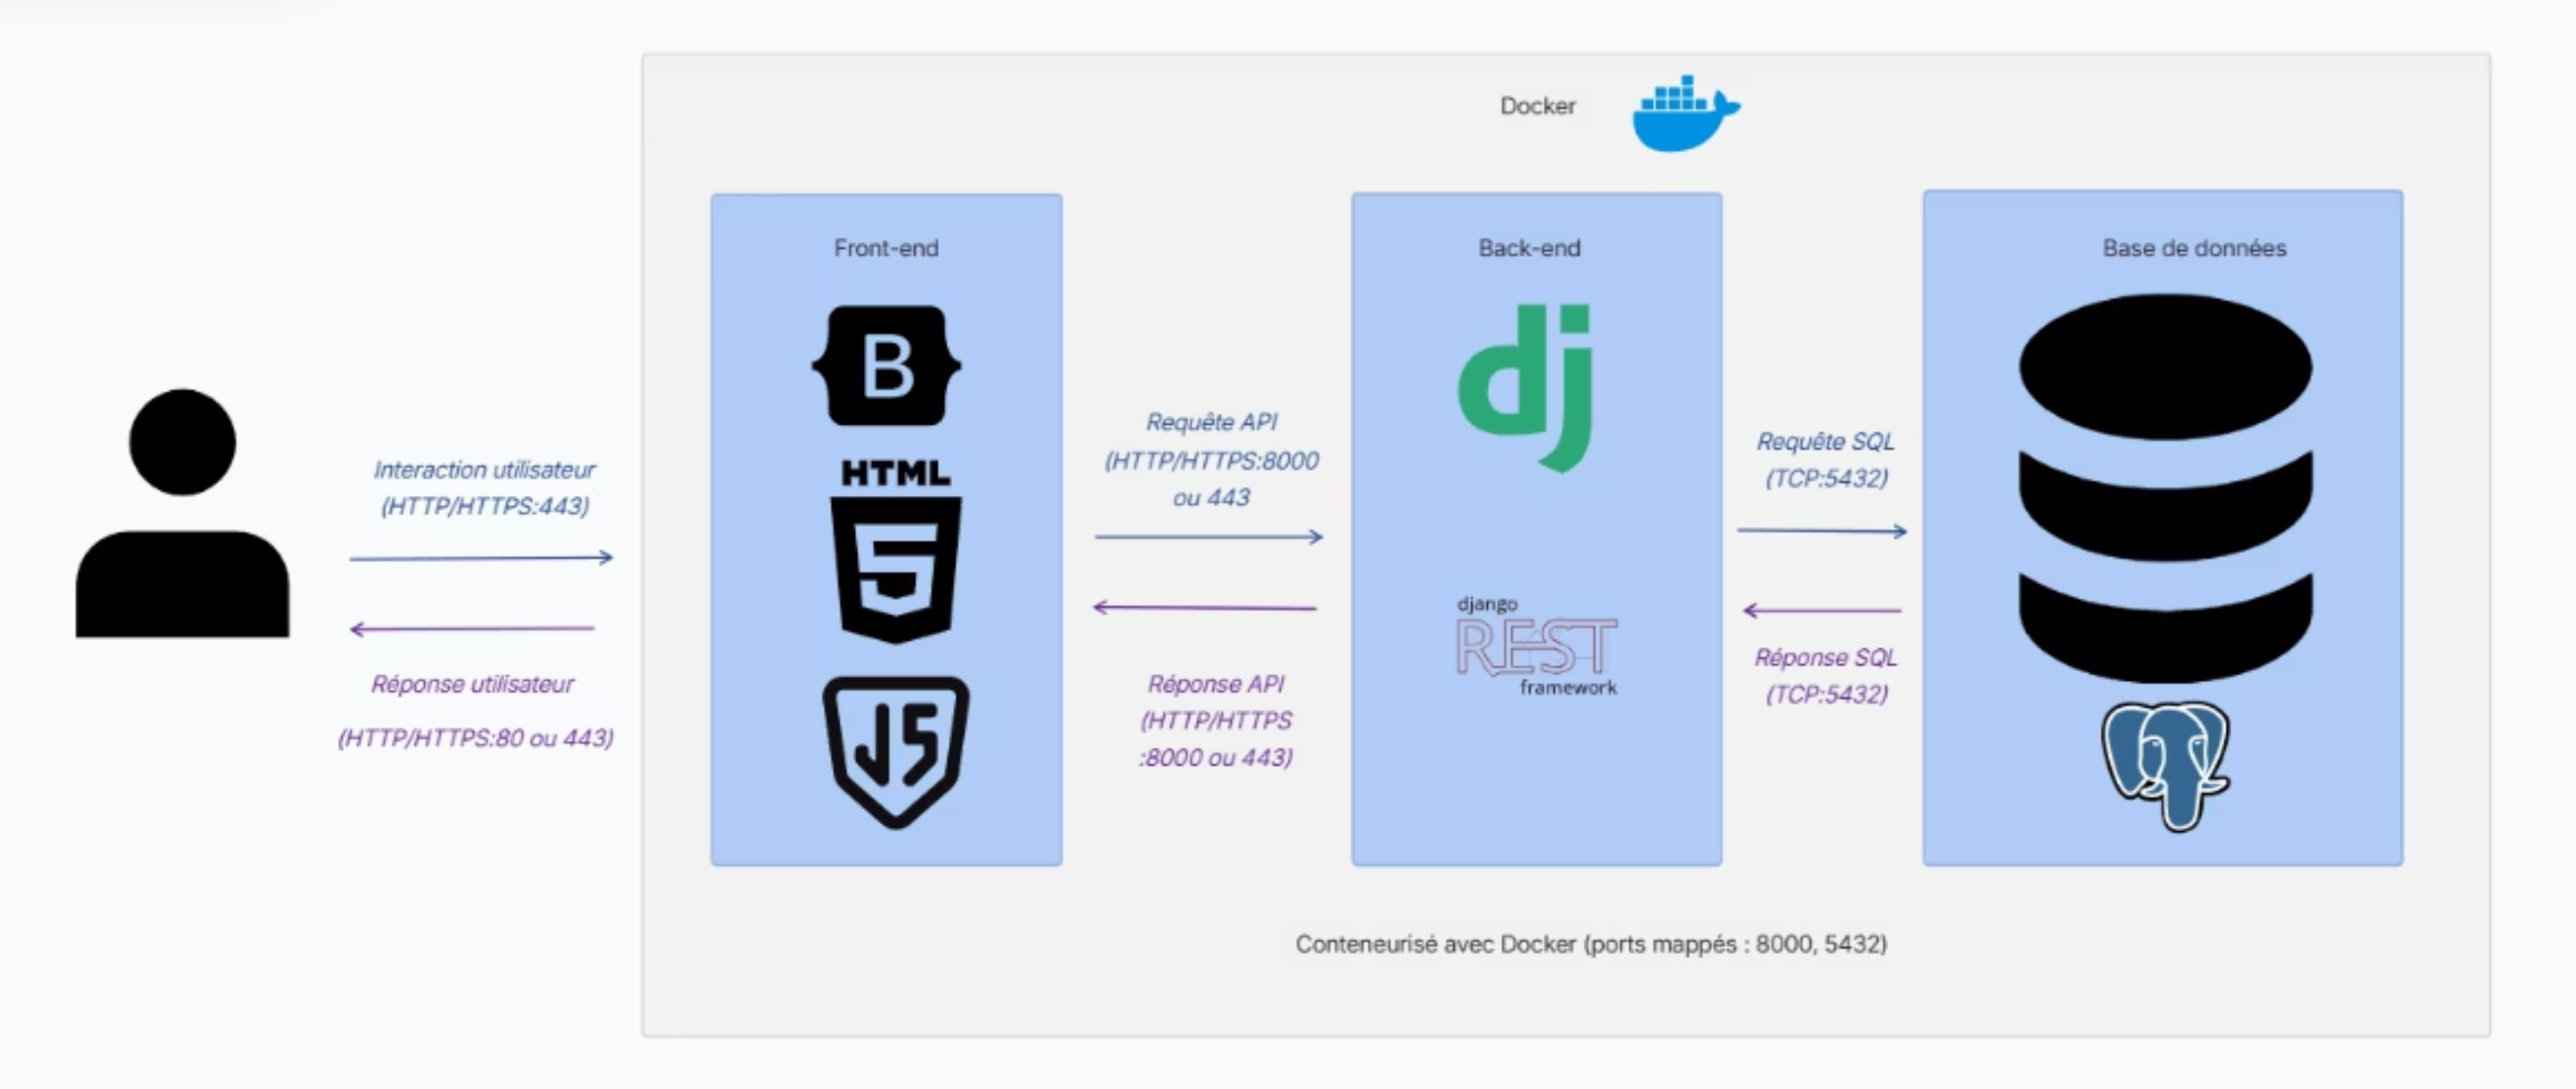 Docker
Front-end
Back-end
Base de données
B
HTML
5
JS
dj
django
REST
framework
Interaction utilisateur
(HTTP/HTTPS:443)
Réponse utilisateur
(HTTP/HTTPS:80 ou 443)
Requête API
(HTTP/HTTPS:8000
ou 443
Réponse API
(HTTP/HTTPS
:8000 ou 443)
Requête SQL
(TCP:5432)
Réponse SQL
(TCP:5432)
Conteneurisé avec Docker (ports mappés : 8000, 5432)